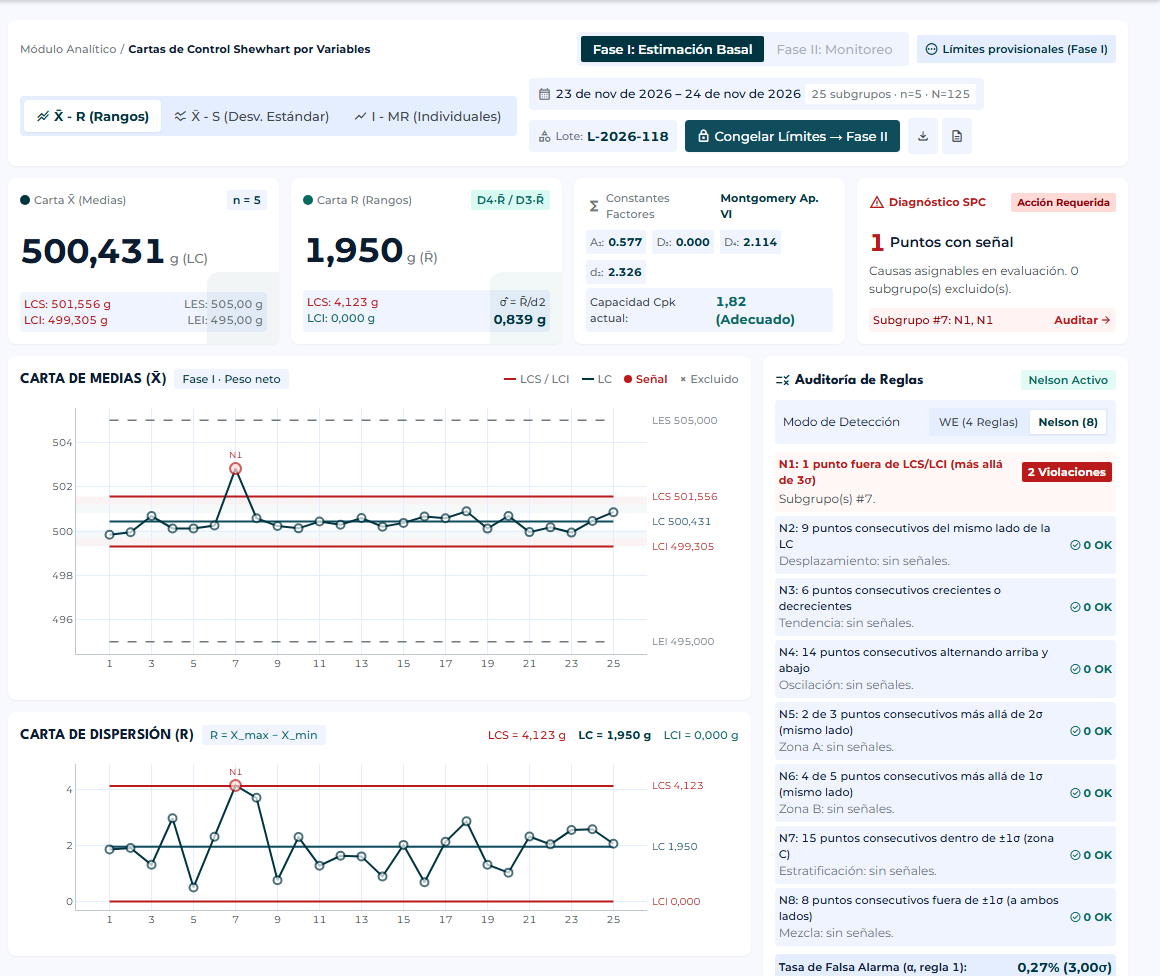 Módulo Analítico / Cartas de Control Shewhart por Variables
Fase I: Estimación Basal
Fase II: Monitoreo
Límites provisionales (Fase I)
X̄ - R (Rangos)
X̄ - S (Desv. Estándar)
I - MR (Individuales)
23 de nov de 2026 – 24 de nov de 2026
25 subgrupos · n=5 · N=125
Lote: L-2026-118
Congelar Límites → Fase II
Carta X̄ (Medias)
n = 5
500,431 g (LC)
LCS: 501,556 g
LES: 505,00 g
LCI: 499,305 g
LEI: 495,00 g
Carta R (Rangos)
D4·R̄ / D3·R̄
1,950 g (R̄)
LCS: 4,123 g
σ̂ = R̄/d2
LCI: 0,000 g
0,839 g
Σ Constantes
Factores
Montgomery Ap.
VI
A₂: 0.577
D₃: 0.000
D₄: 2.114
d₂: 2.326
Capacidad Cpk
actual:
1,82
(Adecuado)
Diagnóstico SPC
Acción Requerida
1 Puntos con señal
Causas asignables en evaluación. 0
subgrupo(s) excluido(s).
Subgrupo #7: N1, N1
Auditar →
CARTA DE MEDIAS (X̄)
Fase I · Peso neto
LCS / LCI
LC
Señal
× Excluido
504
502
500
498
496
N1
LES 505,000
LCS 501,556
LC 500,431
LCI 499,305
LEI 495,000
1 3 5 7 9 11 13 15 17 19 21 23 25
CARTA DE DISPERSIÓN (R)
R = X_max − X_min
LCS = 4,123 g
LC = 1,950 g
LCI = 0,000 g
4
2
0
N1
LCS 4,123
LC 1,950
LCI 0,000
1 3 5 7 9 11 13 15 17 19 21 23 25
Auditoría de Reglas
Nelson Activo
Modo de Detección
WE (4 Reglas)
Nelson (8)
N1: 1 punto fuera de LCS/LCI (más allá
de 3σ)
2 Violaciones
Subgrupo(s) #7.
N2: 9 puntos consecutivos del mismo lado de la
LC
0 OK
Desplazamiento: sin señales.
N3: 6 puntos consecutivos crecientes o
decrecientes
0 OK
Tendencia: sin señales.
N4: 14 puntos consecutivos alternando arriba y
abajo
0 OK
Oscilación: sin señales.
N5: 2 de 3 puntos consecutivos más allá de 2σ
(mismo lado)
0 OK
Zona A: sin señales.
N6: 4 de 5 puntos consecutivos más allá de 1σ
(mismo lado)
0 OK
Zona B: sin señales.
N7: 15 puntos consecutivos dentro de ±1σ (zona
C)
0 OK
Estratificación: sin señales.
N8: 8 puntos consecutivos fuera de ±1σ (a ambos
lados)
0 OK
Mezcla: sin señales.
Tasa de Falsa Alarma (α, regla 1):
0,27% (3,00σ)